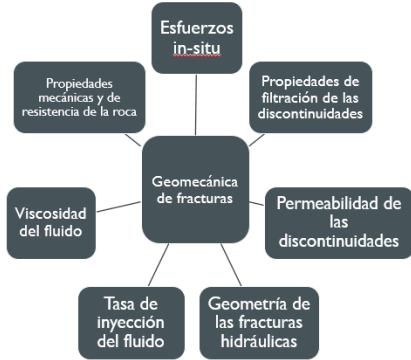 Esfuerzos
in-situ
Propiedades
mecánicas y de
resistencia de la roca
Propiedades de
filtración de las
discontinuidades
Geomecánica
de fracturas
Viscosidad
del fluido
Permeabilidad de
las
discontinuidades
Tasa de
inyección del
fluido
Geometría de
las fracturas
hidráulicas